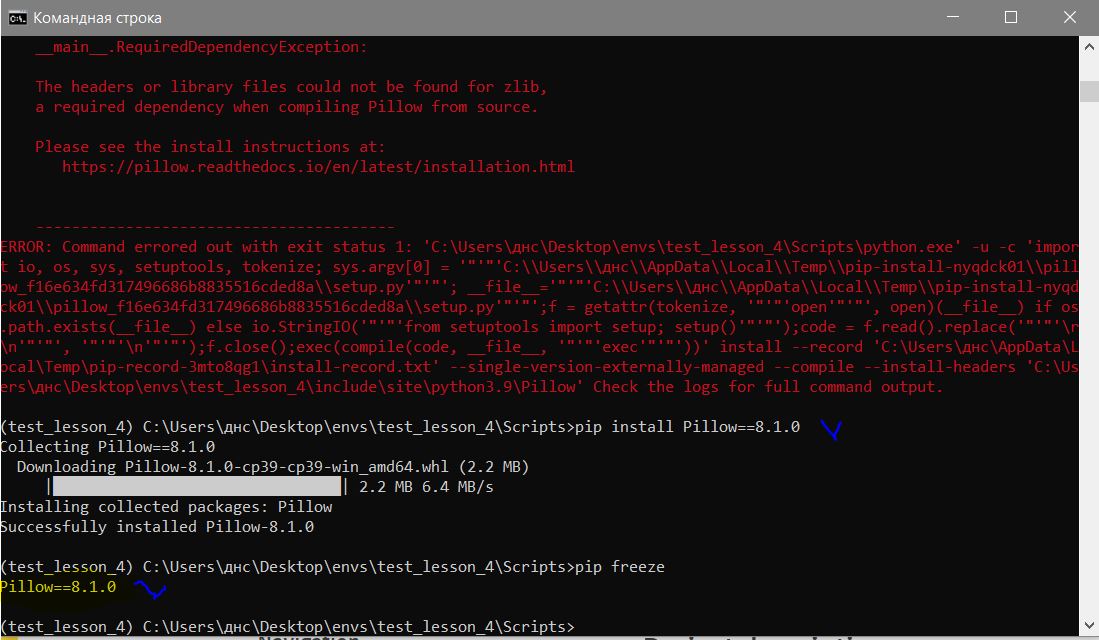 Командная строка
__main__.RequiredDependencyException:
The headers or library files could not be found for zlib,
a required dependency when compiling Pillow from source.
Please see the install instructions at:
https://pillow.readthedocs.io/en/latest/installation.html
----------------------------------------
ERROR: Command errored out with exit status 1: 'C:\Users\днс\Desktop\envs\test_lesson_4\Scripts\python.exe' -u -c 'impor
t io, os, sys, setuptools, tokenize; sys.argv[0] = '"'"'C:\\Users\\днс\\AppData\\Local\\Temp\\pip-install-nyqdck01\\pill
ow_f16e634fd317496686b8835516cded8a\\setup.py'"'"'; __file__='"'"'C:\\Users\\днс\\AppData\\Local\\Temp\\pip-install-nyqd
ck01\\pillow_f16e634fd317496686b8835516cded8a\\setup.py'"'"';f = getattr(tokenize, '"'"'open'"'"', open)(__file__) if os
.path.exists(__file__) else io.StringIO('"'"'from setuptools import setup; setup()'"'"');code = f.read().replace('"'"'\r
\n'"'"', '"'"'\n'"'"');f.close();exec(compile(code, __file__, '"'"'exec'"'"'))' install --record 'C:\Users\днс\AppData\L
ocal\Temp\pip-record-3mto8qg1\install-record.txt' --single-version-externally-managed --compile --install-headers 'C:\Us
ers\днс\Desktop\envs\test_lesson_4\include\site\python3.9\Pillow' Check the logs for full command output.
(test_lesson_4) C:\Users\днс\Desktop\envs\test_lesson_4\Scripts>pip install Pillow==8.1.0
Collecting Pillow==8.1.0
Downloading Pillow-8.1.0-cp39-cp39-win_amd64.whl (2.2 MB)
| | 2.2 MB 6.4 MB/s
Installing collected packages: Pillow
Successfully installed Pillow-8.1.0
(test_lesson_4) C:\Users\днс\Desktop\envs\test_lesson_4\Scripts>pip freeze
Pillow==8.1.0
(test_lesson_4) C:\Users\днс\Desktop\envs\test_lesson_4\Scripts>